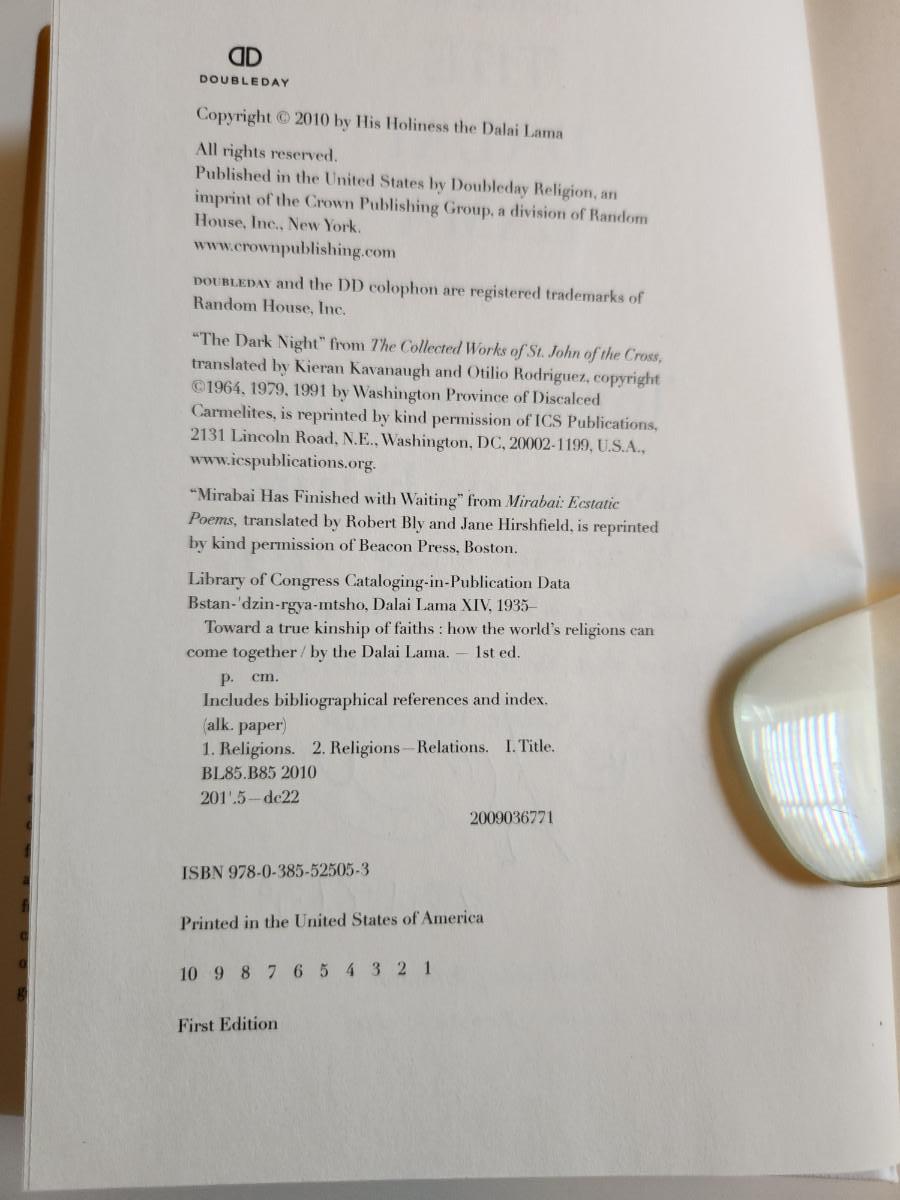 DD
DOUBLEDAY
Copyright © 2010 by His Holiness the Dalai Lama
All rights reserved.
Published in the United States by Doubleday Religion, an
imprint of the Crown Publishing Group, a division of Random
House, Inc., New York.
www.crownpublishing.com
DOUBLEDAY and the DD colophon are registered trademarks of
Random House, Inc.
“The Dark Night” from The Collected Works of St. John of the Cross,
translated by Kieran Kavanaugh and Otilio Rodriguez, copyright
©1964, 1979, 1991 by Washington Province of Discalced
Carmelites, is reprinted by kind permission of ICS Publications,
2131 Lincoln Road, N.E., Washington, DC, 20002-1199, U.S.A.,
www.icspublications.org.
“Mirabai Has Finished with Waiting” from Mirabai: Ecstatic
Poems, translated by Robert Bly and Jane Hirshfield, is reprinted
by kind permission of Beacon Press, Boston.
Library of Congress Cataloging-in-Publication Data
Bstan-'dzin-rgya-mtsho, Dalai Lama XIV, 1935–
Toward a true kinship of faiths : how the world’s religions can
come together / by the Dalai Lama. — 1st ed.
p. cm.
Includes bibliographical references and index.
(alk. paper)
1. Religions. 2. Religions—Relations. I. Title.
BL85.B85 2010
201'.5—dc22
2009036771
ISBN 978-0-385-52505-3
Printed in the United States of America
10 9 8 7 6 5 4 3 2 1
First Edition